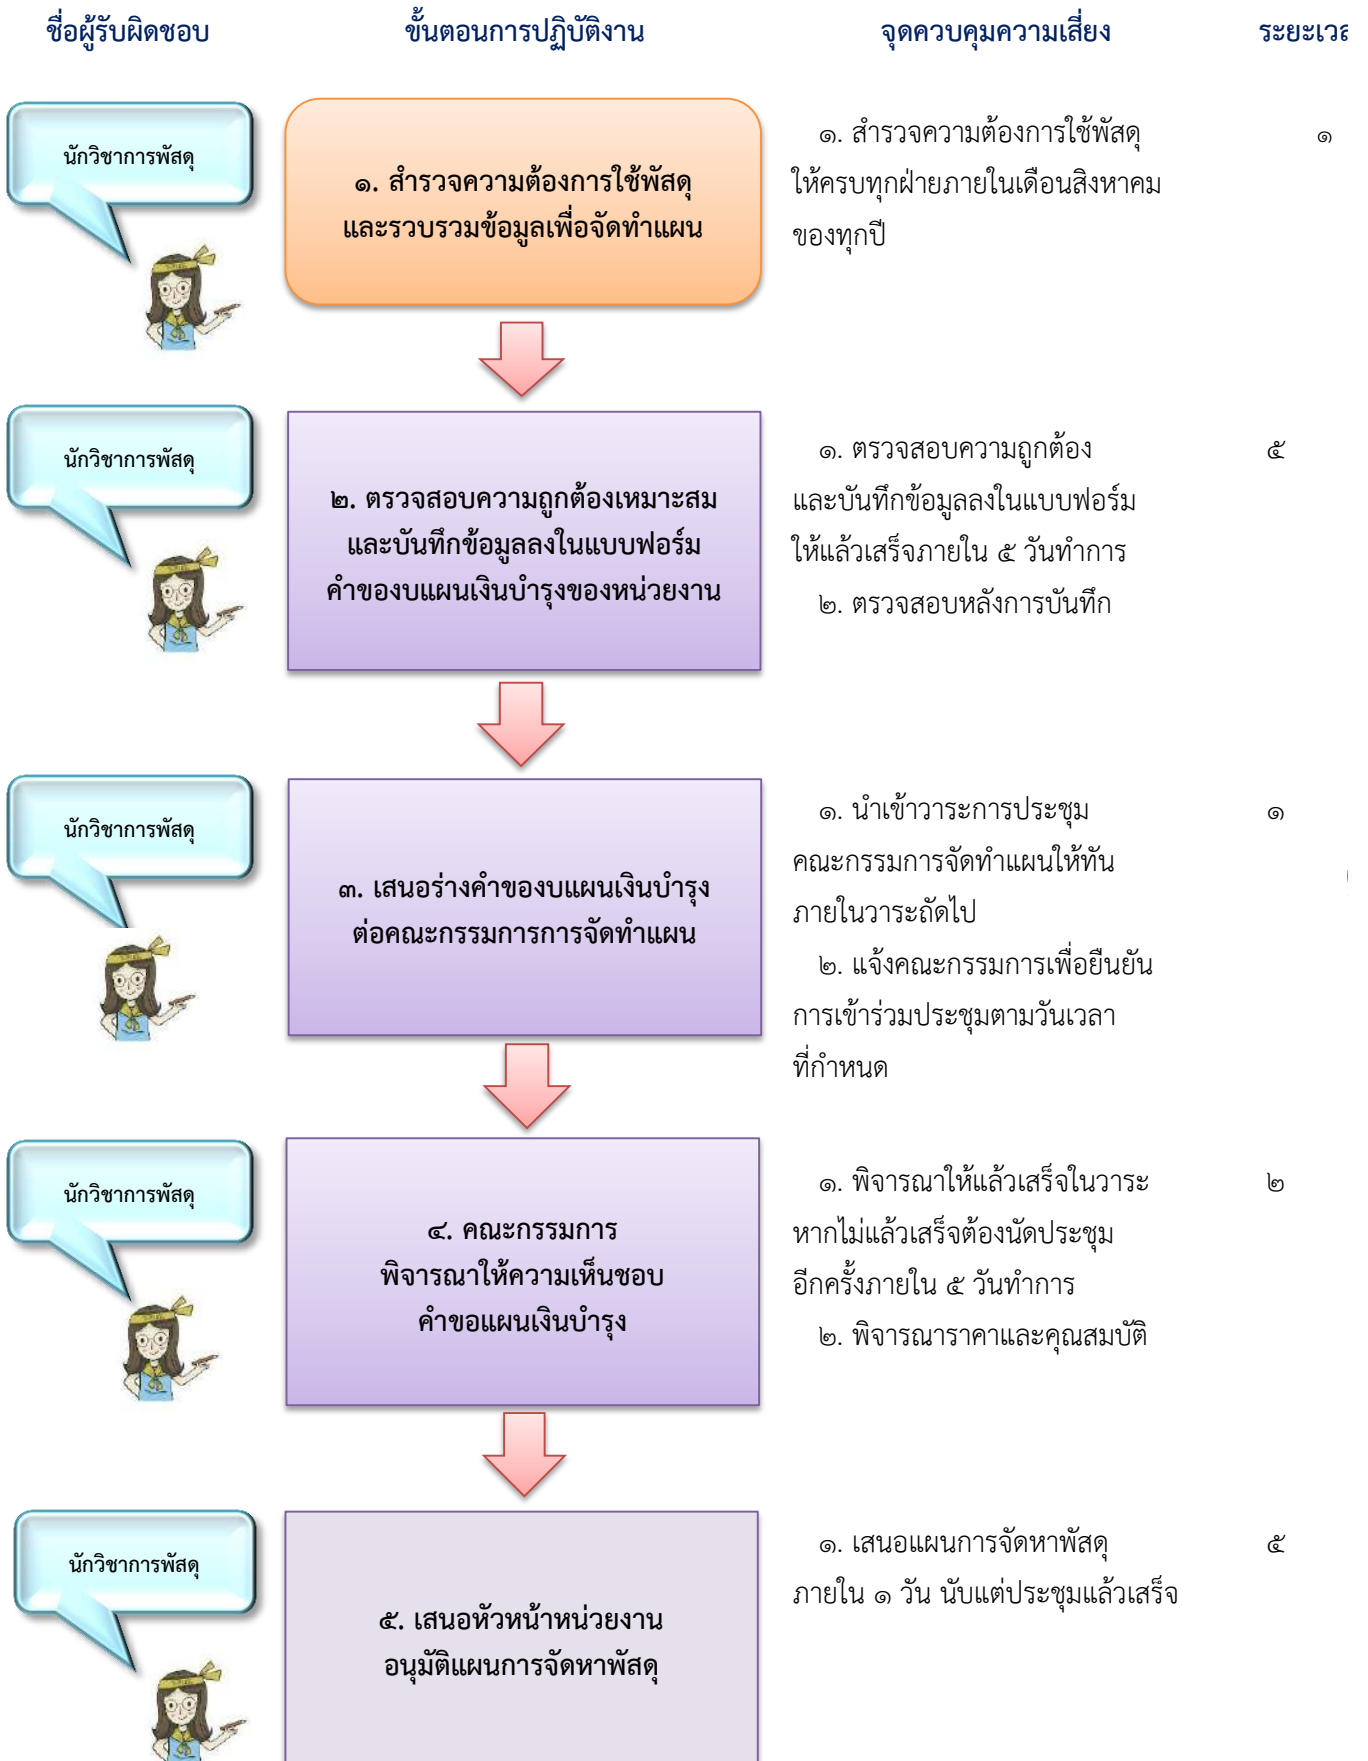 ชื่อผู้รับผิดชอบ ขั้นตอนการปฏิบัติงาน จุดควบคุมความเสี่ยง
นักวิชาการพัสดุ
๑. สำรวจความต้องการใช้พัสดุ
และรวบรวมข้อมูลเพื่อจัดทำแผน
๑. สำรวจความต้องการใช้พัสดุ
ให้ครบทุกฝ่ายภายในเดือนสิงหาคม
ของทุกปี
๑
นักวิชาการพัสดุ
๒. ตรวจสอบความถูกต้องเหมาะสม
และบันทึกข้อมูลลงในแบบฟอร์ม
คำของบแผนเงินบำรุงของหน่วยงาน
๑. ตรวจสอบความถูกต้อง
และบันทึกข้อมูลลงในแบบฟอร์ม
ให้แล้วเสร็จภายใน ๕ วันทำการ
๒. ตรวจสอบหลังการบันทึก
๕
นักวิชาการพัสดุ
๓. เสนอร่างคำของบแผนเงินบำรุง
ต่อคณะกรรมการการจัดทำแผน
๑. นำเข้าวาระการประชุม
คณะกรรมการจัดทำแผนให้ทัน
ภายในวาระถัดไป
๒. แจ้งคณะกรรมการเพื่อยืนยัน
การเข้าร่วมประชุมตามวันเวลา
ที่กำหนด
๑
นักวิชาการพัสดุ
๔. คณะกรรมการ
พิจารณาให้ความเห็นชอบ
คำขอแผนเงินบำรุง
๑. พิจารณาให้แล้วเสร็จในวาระ
หากไม่แล้วเสร็จต้องนัดประชุม
อีกครั้งภายใน ๕ วันทำการ
๒. พิจารณาราคาและคุณสมบัติ
๒
นักวิชาการพัสดุ
๕. เสนอหัวหน้าหน่วยงาน
อนุมัติแผนการจัดหาพัสดุ
๑. เสนอแผนการจัดหาพัสดุ
ภายใน ๑ วัน นับแต่ประชุมแล้วเสร็จ
๕